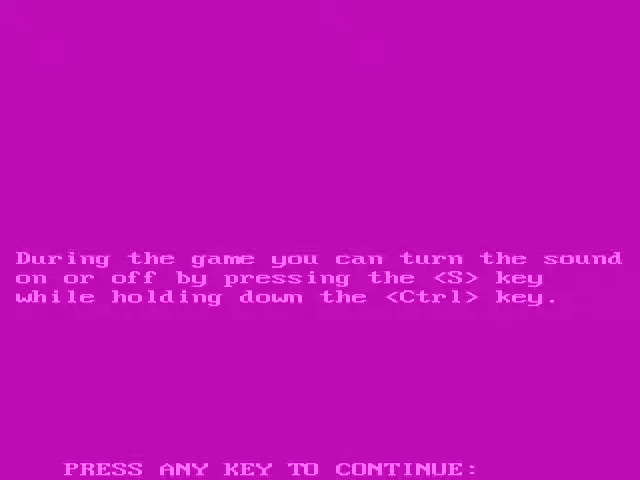 During the game you can turn the sound
on or off by pressing the <S> key
while holding down the <Ctrl> key.
PRESS ANY KEY TO CONTINUE: